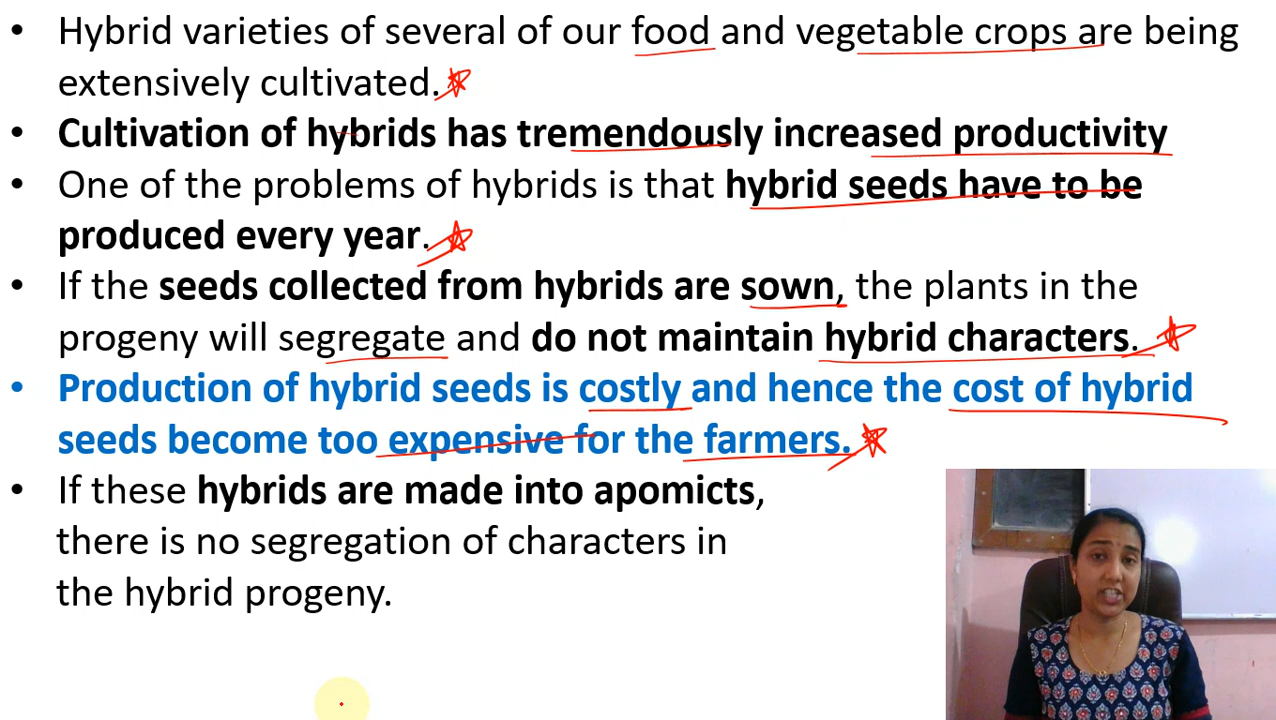 • Hybrid varieties of several of our food and vegetable crops are being
extensively cultivated.
• Cultivation of hybrids has tremendously increased productivity
• One of the problems of hybrids is that hybrid seeds have to be
produced every year.
• If the seeds collected from hybrids are sown, the plants in the
progeny will segregate and do not maintain hybrid characters.
• Production of hybrid seeds is costly and hence the cost of hybrid
seeds become too expensive for the farmers.
• If these hybrids are made into apomicts,
there is no segregation of characters in
the hybrid progeny.